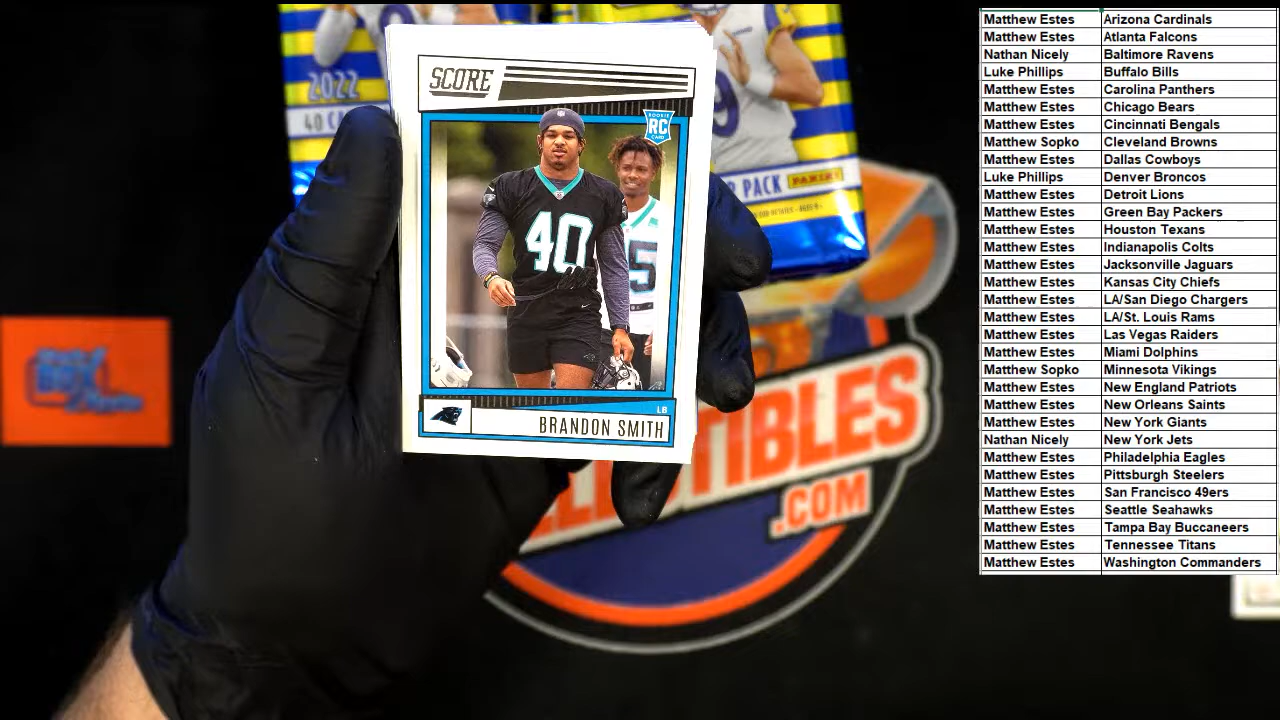 2022
40 CA
SCORE
ROOKIE
RC
CARD
40
5
9
R PACK PANINI
LB
BRANDON SMITH
BOX
TIBLES
.COM
Matthew Estes Arizona Cardinals
Matthew Estes Atlanta Falcons
Nathan Nicely Baltimore Ravens
Luke Phillips Buffalo Bills
Matthew Estes Carolina Panthers
Matthew Estes Chicago Bears
Matthew Estes Cincinnati Bengals
Matthew Sopko Cleveland Browns
Matthew Estes Dallas Cowboys
Luke Phillips Denver Broncos
Matthew Estes Detroit Lions
Matthew Estes Green Bay Packers
Matthew Estes Houston Texans
Matthew Estes Indianapolis Colts
Matthew Estes Jacksonville Jaguars
Matthew Estes Kansas City Chiefs
Matthew Estes LA/San Diego Chargers
Matthew Estes LA/St. Louis Rams
Matthew Estes Las Vegas Raiders
Matthew Estes Miami Dolphins
Matthew Sopko Minnesota Vikings
Matthew Estes New England Patriots
Matthew Estes New Orleans Saints
Matthew Estes New York Giants
Nathan Nicely New York Jets
Matthew Estes Philadelphia Eagles
Matthew Estes Pittsburgh Steelers
Matthew Estes San Francisco 49ers
Matthew Estes Seattle Seahawks
Matthew Estes Tampa Bay Buccaneers
Matthew Estes Tennessee Titans
Matthew Estes Washington Commanders